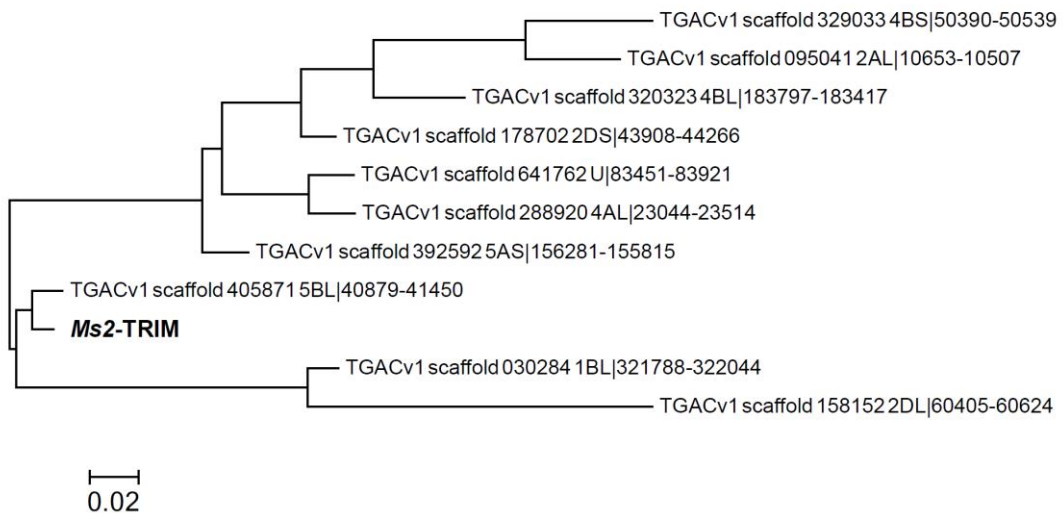 TGACv1 scaffold 329033 4BS|50390-50539
TGACv1 scaffold 095041 2AL|10653-10507
TGACv1 scaffold 320323 4BL|183797-183417
TGACv1 scaffold 178702 2DS|43908-44266
TGACv1 scaffold 641762 U|83451-83921
TGACv1 scaffold 288920 4AL|23044-23514
TGACv1 scaffold 392592 5AS|156281-155815
TGACv1 scaffold 405871 5BL|40879-41450
Ms2-TRIM
TGACv1 scaffold 030284 1BL|321788-322044
TGACv1 scaffold 158152 2DL|60405-60624
0.02